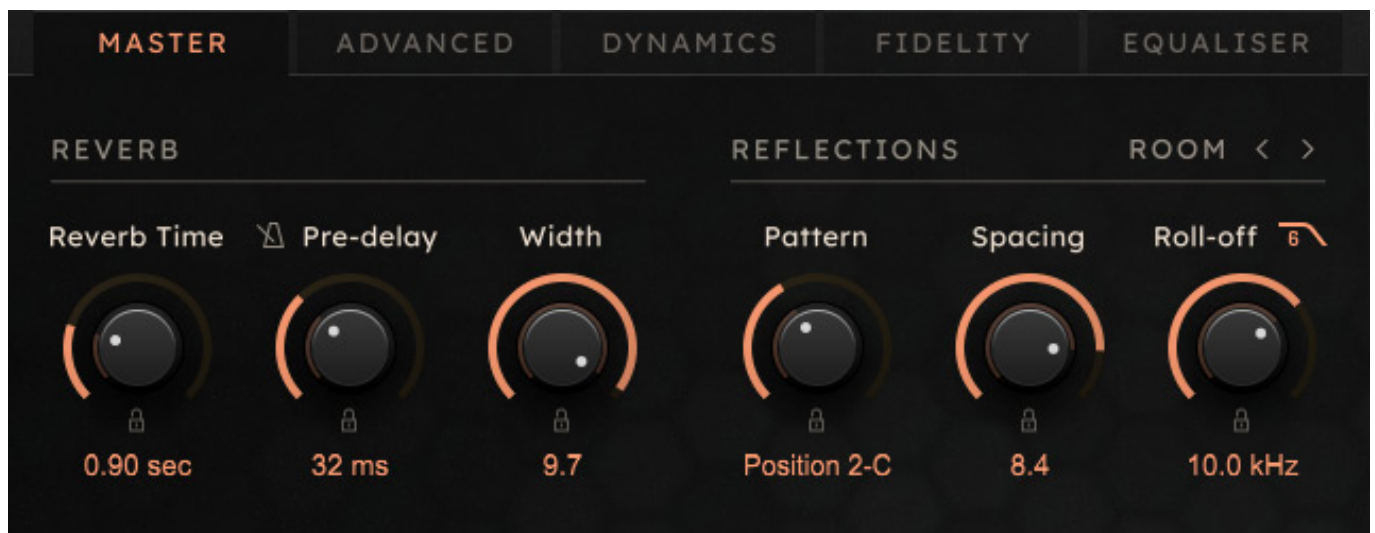 MASTER ADVANCED DYNAMICS FIDELITY EQUALISER
REVERB
REFLECTIONS ROOM < >
Reverb Time Pre-delay Width
Pattern Spacing Roll-off 6
0.90 sec 32 ms 9.7
Position 2-C 8.4 10.0 kHz